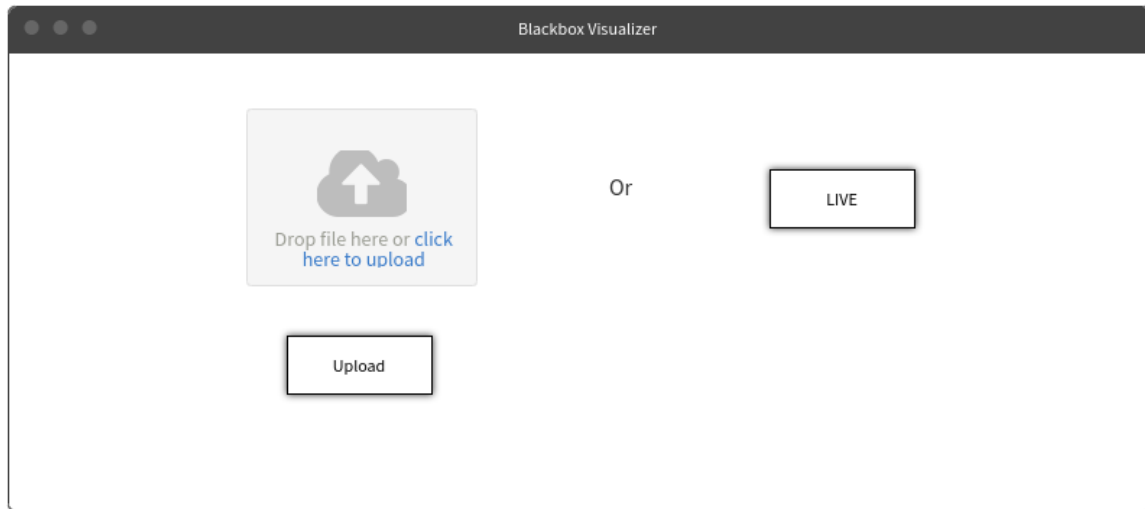 Blackbox Visualizer
Drop file here or click
here to upload
Or
LIVE
Upload